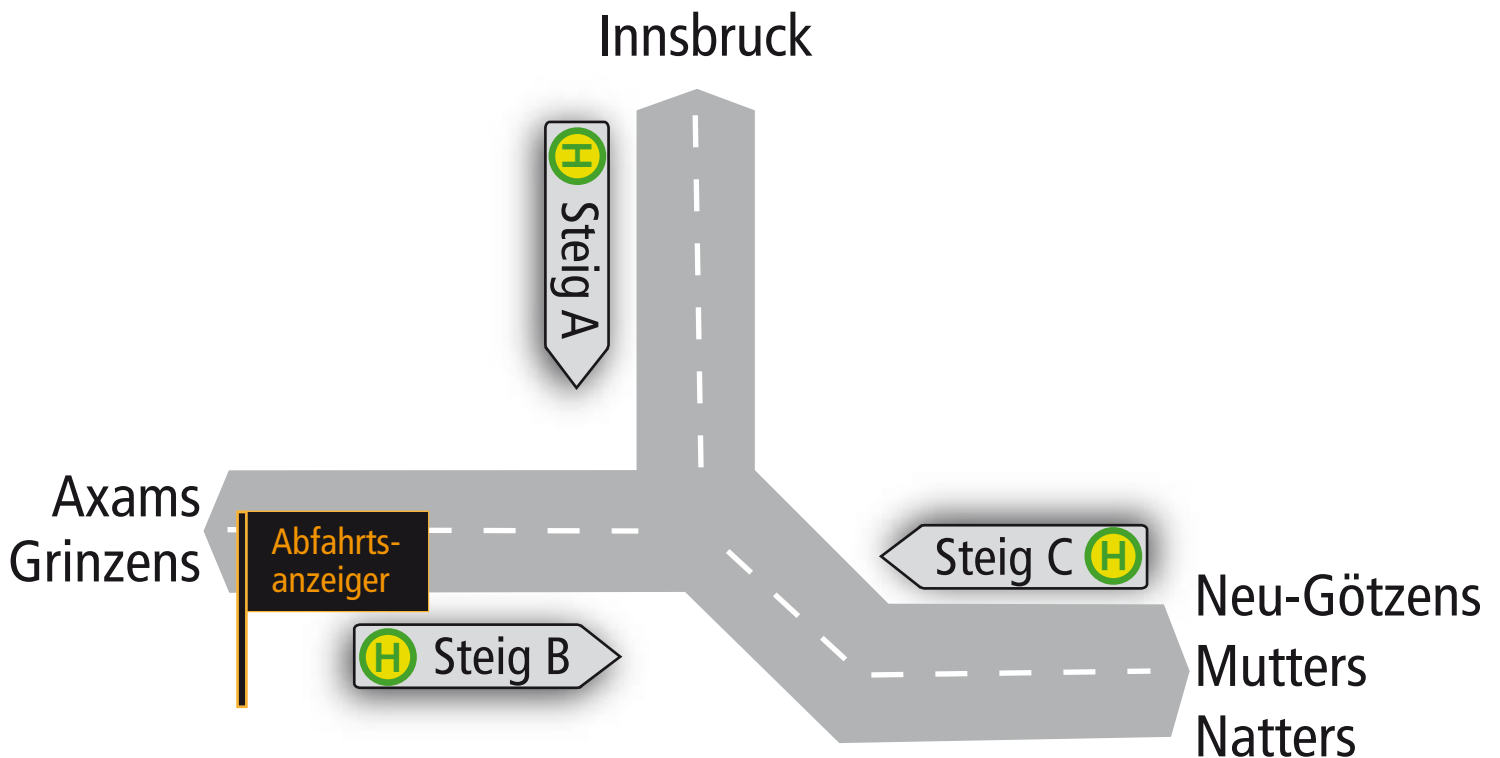 Innsbruck
H Steig A
Axams
Grinzens
Abfahrts-
anzeiger
H Steig B
Steig C H
Neu-Götzens
Mutters
Natters